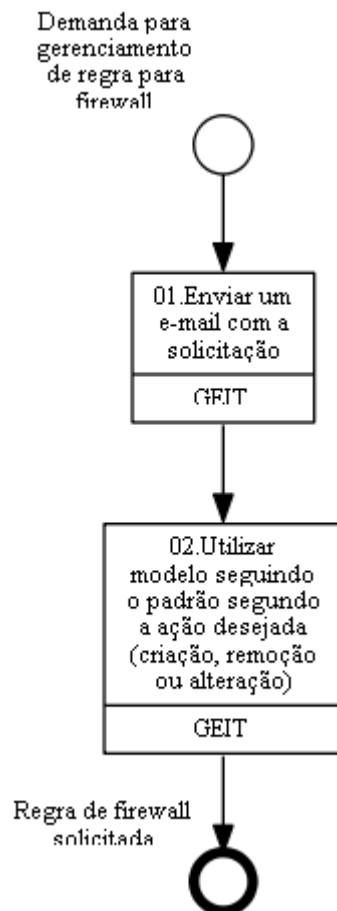 Demanda para
gerenciamento
de regra para
firewall
01.Enviar um
e-mail com a
solicitação
GEIT
02.Utilizar
modelo seguindo
o padrão segundo
a ação desejada
(criação, remoção
ou alteração)
GEIT
Regra de firewall
solicitada